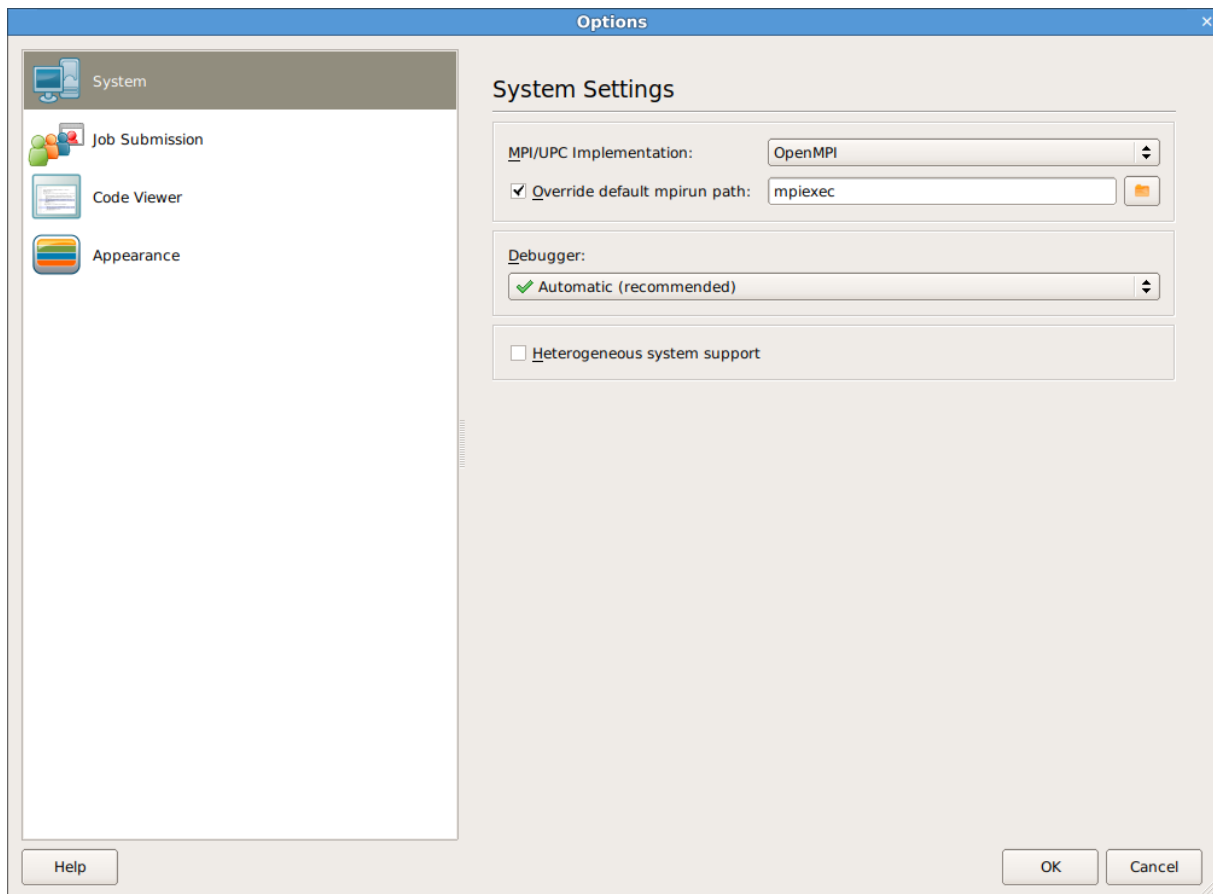 Options
System
Job Submission
Code Viewer
Appearance
System Settings
MPI/UPC Implementation: OpenMPI
Override default mpirun path: mpiexec
Debugger:
Automatic (recommended)
Heterogeneous system support
Help OK Cancel